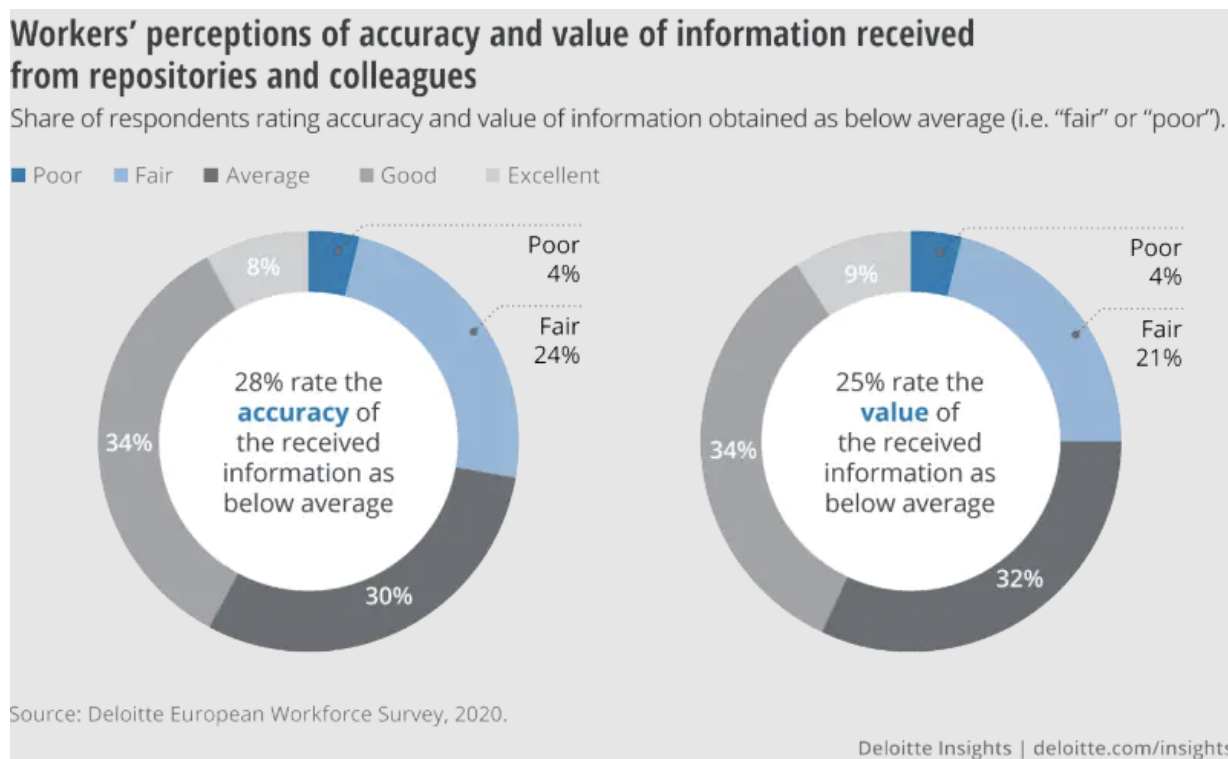 Workers’ perceptions of accuracy and value of information received
from repositories and colleagues
Share of respondents rating accuracy and value of information obtained as below average (i.e. “fair” or “poor”).
Poor Fair Average Good Excellent
Poor
4%
Fair
24%
8%
34%
30%
28% rate the
accuracy of
the received
information as
below average
Poor
4%
Fair
21%
9%
34%
32%
25% rate the
value of
the received
information as
below average
Source: Deloitte European Workforce Survey, 2020.
Deloitte Insights | deloitte.com/insights